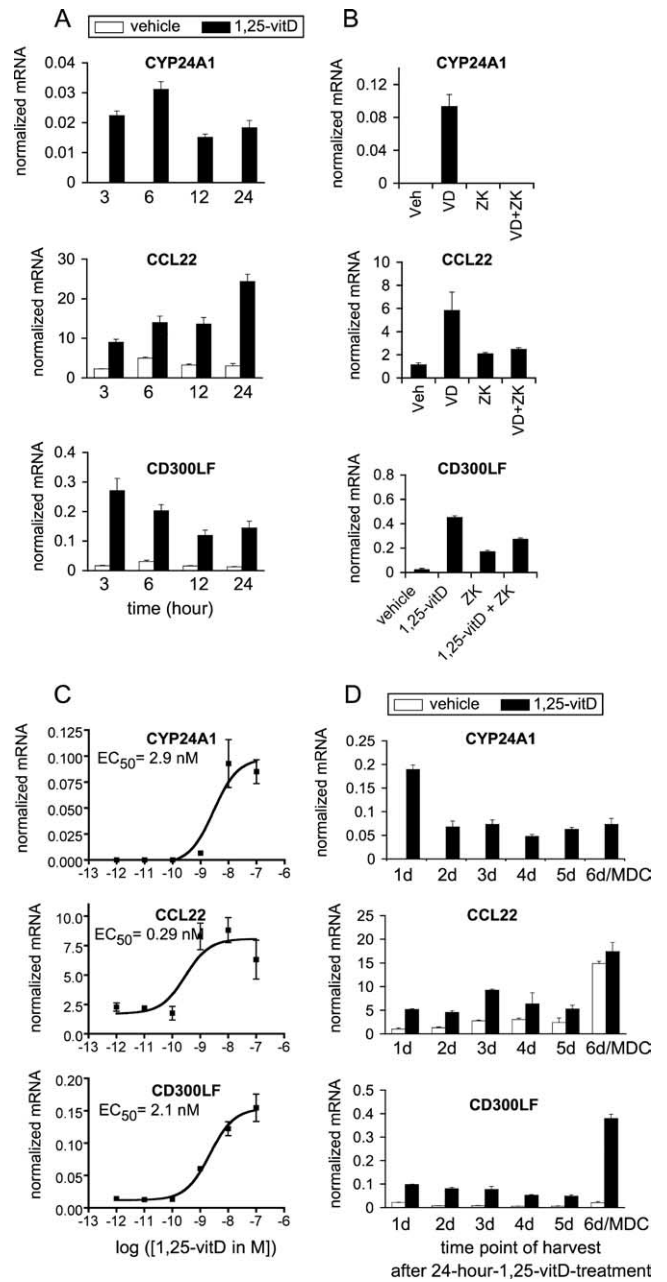 A
B
vehicle 1,25-vitD
CYP24A1
normalized mRNA
0.04
0.03
0.02
0.01
0
3 6 12 24
CCL22
normalized mRNA
30
20
10
0
3 6 12 24
CD300LF
normalized mRNA
0.4
0.3
0.2
0.1
0
3 6 12 24
time (hour)
CYP24A1
normalized mRNA
0.12
0.08
0.04
0
Veh VD ZK VD+ZK
CCL22
normalized mRNA
10
8
6
4
2
0
Veh VD ZK VD+ZK
CD300LF
normalized mRNA
0.8
0.6
0.4
0.2
0
vehicle 1,25-vitD ZK 1,25-vitD + ZK
C
CYP24A1
EC50= 2.9 nM
normalized mRNA
0.125
0.100
0.075
0.050
0.025
0.000
-13 -12 -11 -10 -9 -8 -7 -6
CCL22
EC50= 0.29 nM
normalized mRNA
10.0
7.5
5.0
2.5
0.0
-13 -12 -11 -10 -9 -8 -7 -6
CD300LF
EC50= 2.1 nM
normalized mRNA
0.20
0.15
0.10
0.05
0.00
-13 -12 -11 -10 -9 -8 -7 -6
log ([1,25-vitD in M])
D
vehicle 1,25-vitD
CYP24A1
normalized mRNA
0.25
0.2
0.15
0.1
0.05
0
1d 2d 3d 4d 5d 6d/MDC
CCL22
normalized mRNA
25
20
15
10
5
0
1d 2d 3d 4d 5d 6d/MDC
CD300LF
normalized mRNA
0.5
0.4
0.3
0.2
0.1
0
1d 2d 3d 4d 5d 6d/MDC
time point of harvest
after 24-hour-1,25-vitD-treatment